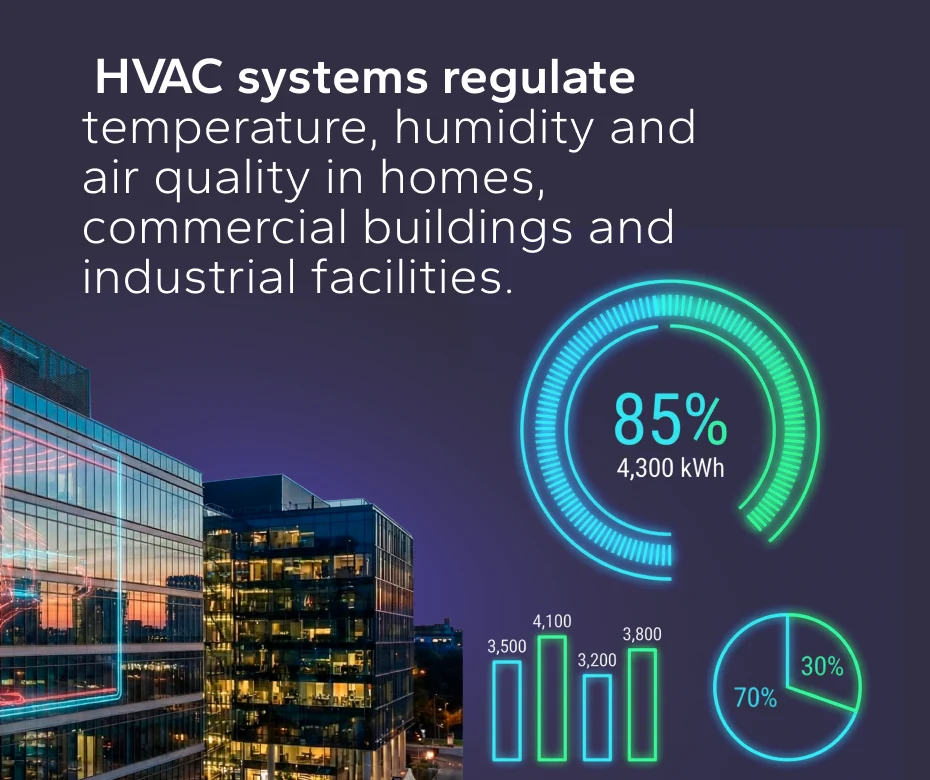 HVAC systems regulate
temperature, humidity and
air quality in homes,
commercial buildings and
industrial facilities.
85%
4,300 kWh
3,500
4,100
3,200
3,800
70%
30%